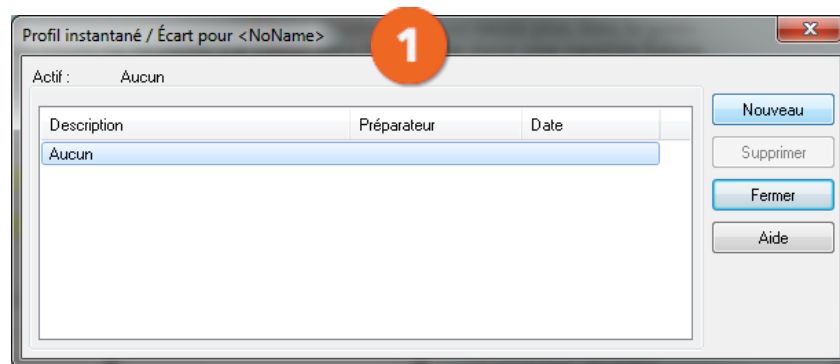 Profil instantané / Écart pour <NoName>
1
Actif : Aucun
Description Préparateur Date
Aucun
Nouveau
Supprimer
Fermer
Aide